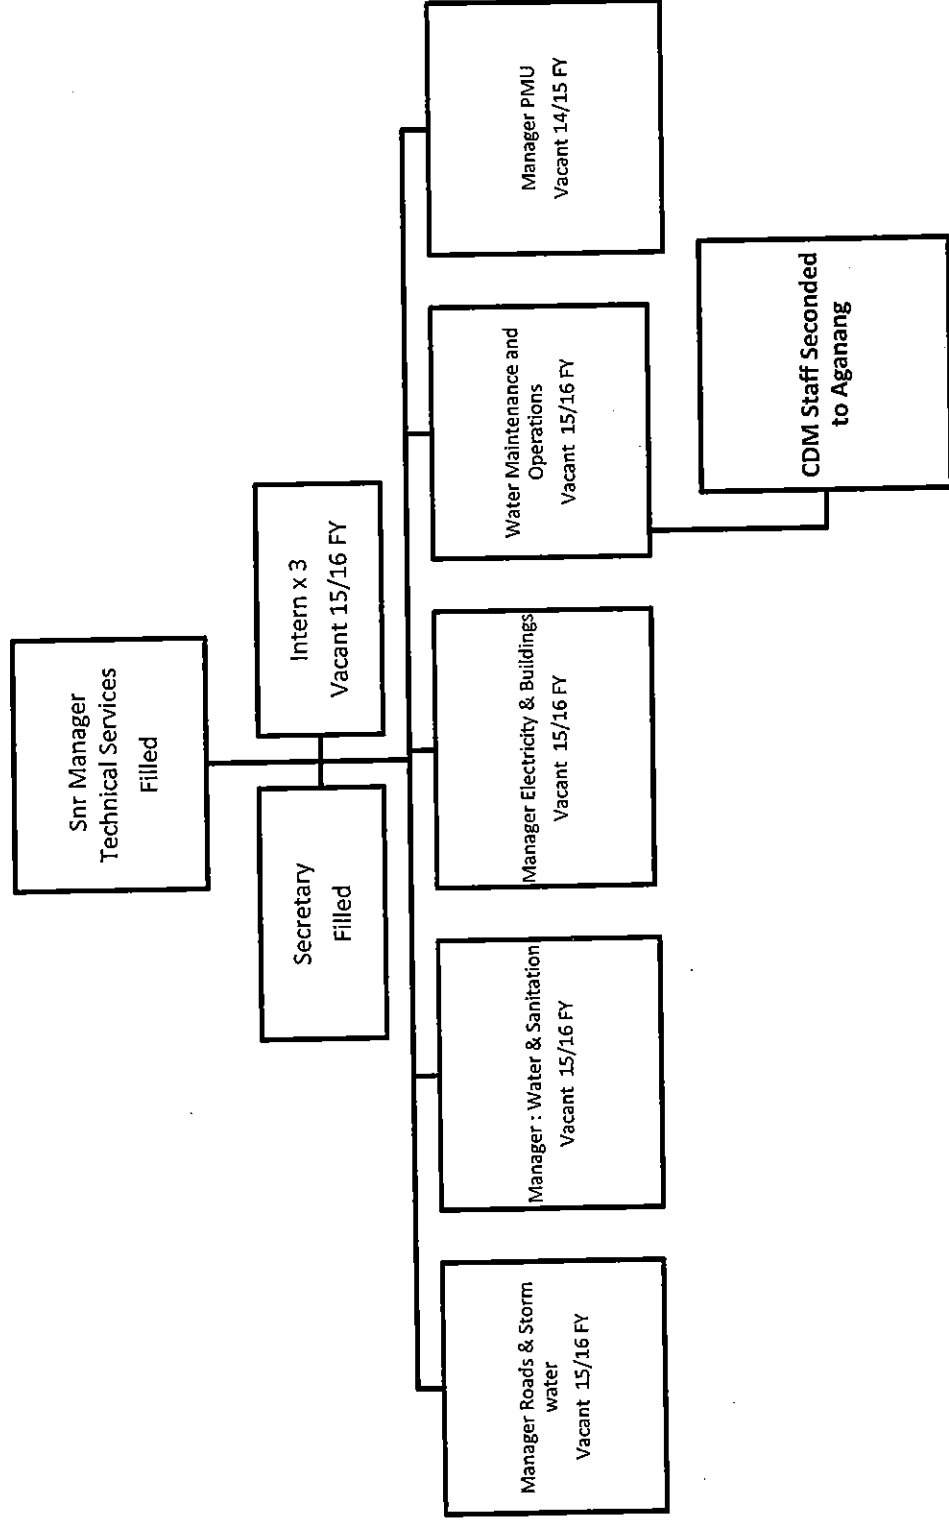 Snr Manager
Technical Services
Filled
Secretary
Filled
Intern x 3
Vacant 15/16 FY
Manager Roads & Storm
water
Vacant 15/16 FY
Manager : Water & Sanitation
Vacant 15/16 FY
Manager Electricity & Buildings
Vacant 15/16 FY
Water Maintenance and
Operations
Vacant 15/16 FY
Manager PMU
Vacant 14/15 FY
CDM Staff Seconded
to Aganang